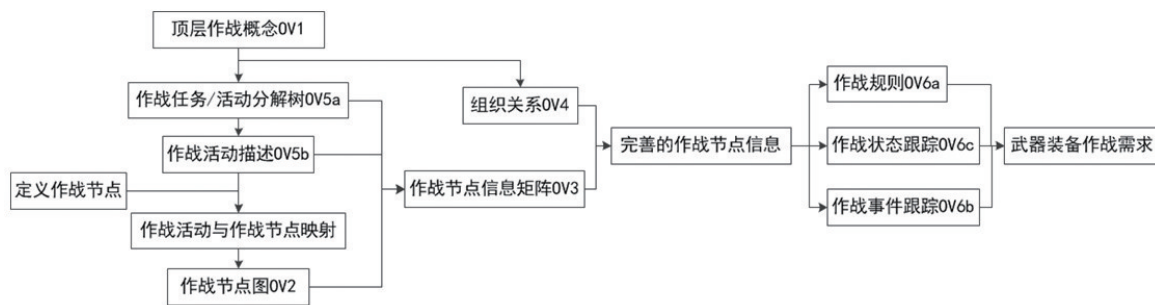 顶层作战概念OV1
作战任务/活动分解树OV5a
作战活动描述OV5b
定义作战节点
作战活动与作战节点映射
作战节点图OV2
组织关系OV4
作战节点信息矩阵OV3
完善的作战节点信息
作战规则OV6a
作战状态跟踪OV6c
作战事件跟踪OV6b
武器装备作战需求